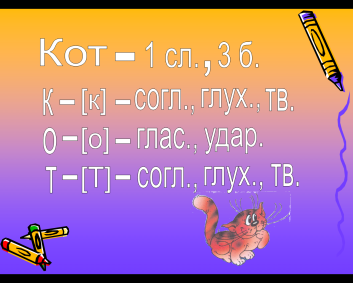 Кот – 1 сл., 3 б.
К – [к] – согл., глух., тв.
О – [о] – глас., удар.
Т – [т] – согл., глух., тв.